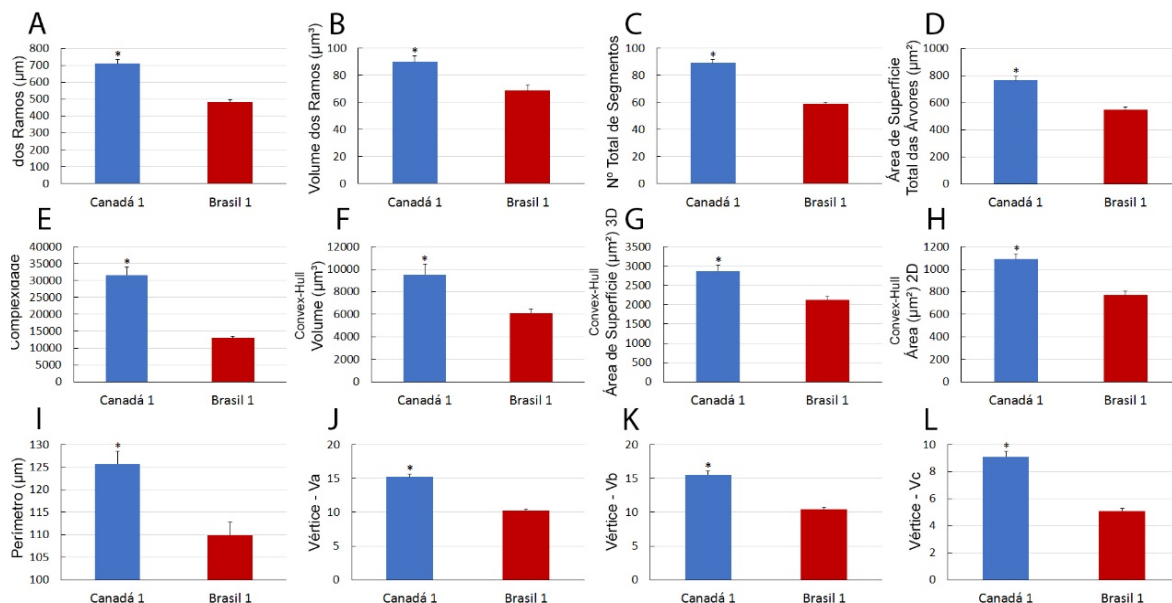 A
dos Ramos (µm)
800
700
600
500
400
300
200
100
0
*
Canadá 1
Brasil 1
B
Volume dos Ramos (µm³)
100
80
60
40
20
0
*
Canadá 1
Brasil 1
C
Nº Total de Segmentos
100
80
60
40
20
0
*
Canadá 1
Brasil 1
D
Área de Superfície
Total das Árvores (µm²)
1000
800
600
400
200
0
*
Canadá 1
Brasil 1
E
Complexidade
40000
35000
30000
25000
20000
15000
10000
5000
0
*
Canadá 1
Brasil 1
F
Convex-Hull
Volume (µm³)
12000
10000
8000
6000
4000
2000
0
*
Canadá 1
Brasil 1
G
Convex-Hull
Área de Superfície (µm²) 3D
3500
3000
2500
2000
1500
1000
500
0
*
Canadá 1
Brasil 1
H
Convex-Hull
Área (µm²) 2D
1200
1000
800
600
400
200
0
*
Canadá 1
Brasil 1
I
Perímetro (µm)
130
125
120
115
110
105
100
*
Canadá 1
Brasil 1
J
Vértice - Va
20
15
10
5
0
*
Canadá 1
Brasil 1
K
Vértice - Vb
20
15
10
5
0
*
Canadá 1
Brasil 1
L
Vértice - Vc
10
8
6
4
2
0
*
Canadá 1
Brasil 1